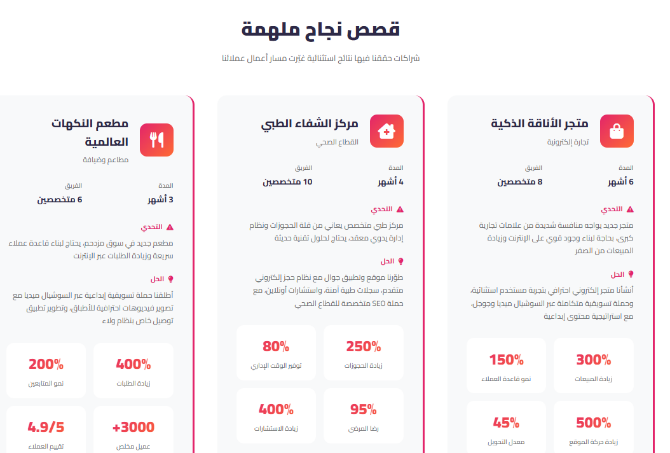 قصص نجاح ملهمة
شراكات حققنا فيها نتائج استثنائية غيّرت مسار أعمال عملائنا
متجر الأناقة الذكية
تجارة إلكترونية
المدة
6 أشهر
الفريق
8 متخصصين
التحدي
متجر جديد يواجه منافسة شديدة من علامات تجارية
كبرى، بحاجة لبناء وجود قوي على الإنترنت وزيادة
المبيعات من الصفر
الحل
أنشأنا متجر إلكتروني احترافي بتجربة مستخدم استثنائية،
وحملة تسويقية متكاملة عبر السوشيال ميديا وجوجل،
مع استراتيجية محتوى إبداعية
300%
زيادة المبيعات
150%
نمو قاعدة العملاء
500%
زيادة حركة الموقع
45%
معدل التحويل
مركز الشفاء الطبي
القطاع الصحي
المدة
4 أشهر
الفريق
10 متخصصين
التحدي
مركز طبي متخصص يعاني من قلة الحجوزات ونظام
إدارة يدوي معقد، يحتاج لحلول تقنية حديثة
الحل
طوّرنا موقع وتطبيق جوال مع نظام حجز إلكتروني
متقدم، سجلات طبية آمنة، واستشارات أونلاين، مع
حملة SEO متخصصة للقطاع الصحي
250%
زيادة الحجوزات
80%
توفير الوقت الإداري
95%
رضا المرضى
400%
زيادة الاستشارات
مطعم النكهات
العالمية
مطاعم وضيافة
المدة
3 أشهر
الفريق
6 متخصصين
التحدي
مطعم جديد في سوق مزدحم، يحتاج لبناء قاعدة عملاء
سريعة وزيادة الطلبات عبر الإنترنت
الحل
أطلقنا حملة تسويقية إبداعية عبر السوشيال ميديا مع
تصوير فيديوهات احترافية للأطباق، وتطوير تطبيق
توصيل خاص بنظام ولاء
400%
زيادة الطلبات
200%
نمو المتابعين
+3000
عميل مخلص
4.9/5
تقييم العملاء